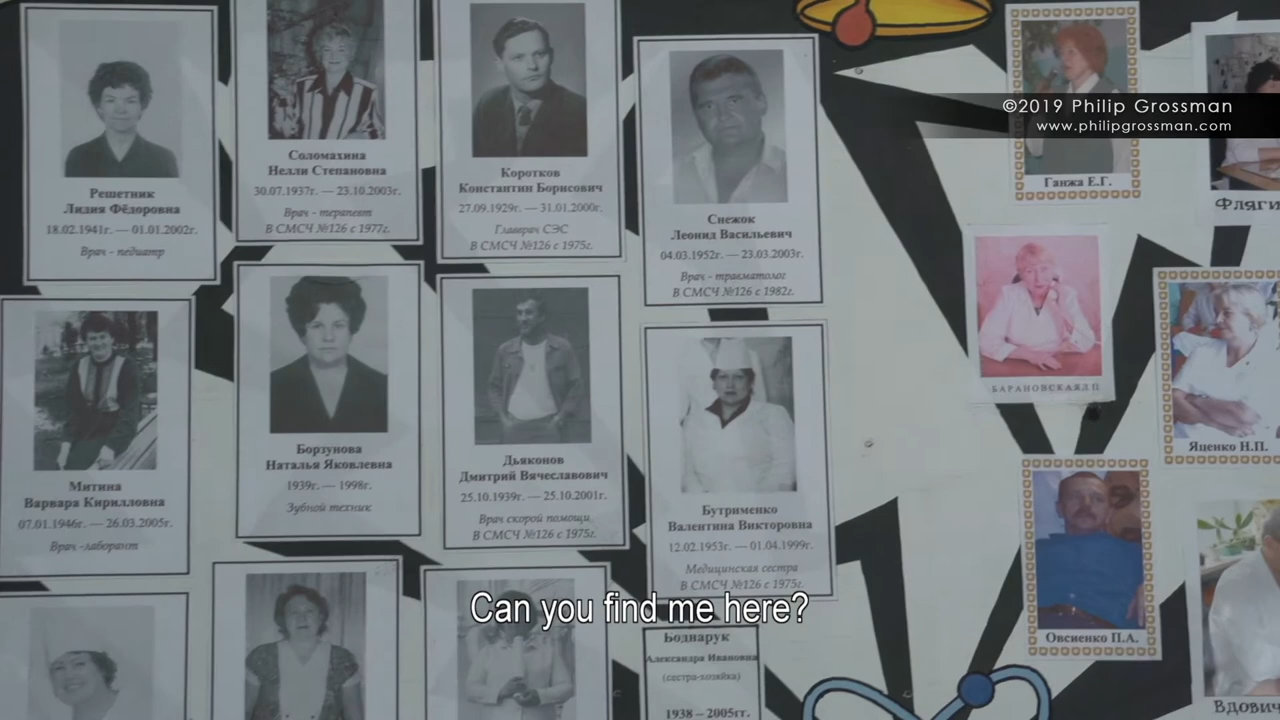 ©2019 Philip Grossman
www.philipgrossman.com
Решетник
Лидия Фёдоровна
18.02.1941г. — 01.01.2002г.
Врач - педиатр
Соломахина
Нелли Степановна
30.07.1937г. — 23.10.2003г.
Врач - терапевт
В СМСЧ №126 с 1977г.
Коротков
Константин Борисович
27.09.1929г. — 31.01.2000г.
Главврач СЭС
В СМСЧ №126 с 1975г.
Снежок
Леонид Васильевич
04.03.1952г. — 23.03.2003г.
Врач - травматолог
В СМСЧ №126 с 1982г.
Ганжа Е.Г.
Фляги
Митина
Варвара Кирилловна
07.01.1946г. — 26.03.2005г.
Врач -лаборант
Борзунова
Наталья Яковлевна
1939г. — 1998г.
Зубной техник
Дьяконов
Дмитрий Вячеславович
25.10.1939г. — 25.10.2001г.
Врач скорой помощи
В СМСЧ №126 с 1975г.
Бутрименко
Валентина Викторовна
12.02.1953г. — 01.04.1999г.
Медицинская сестра
В СМСЧ №126 с 1975г.
БАРАНОВСКАЯ Л П
Яценко Н.П.
Овсиенко П.А.
Вдович
Боднарук
Александра Ивановна
(сестра-хозяйка)
1938 – 2005гг.
Can you find me here?